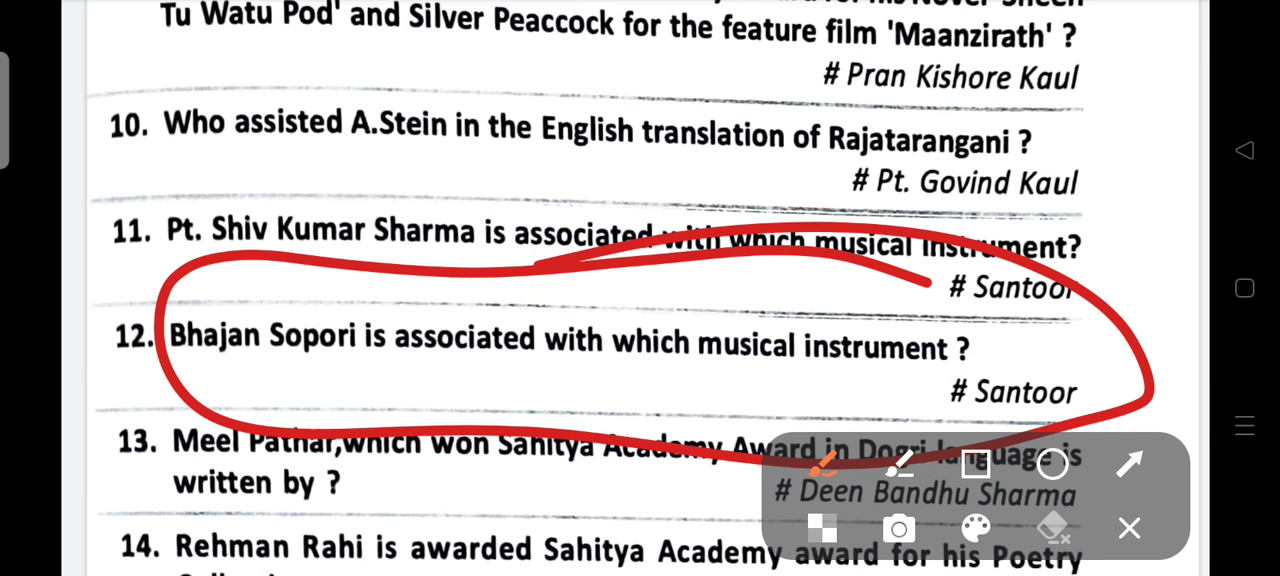 Tu Watu Pod' and Silver Peaccock for the feature film 'Maanzirath' ?
# Pran Kishore Kaul
10. Who assisted A.Stein in the English translation of Rajatarangani ?
# Pt. Govind Kaul
11. Pt. Shiv Kumar Sharma is associated with which musical instrument?
# Santoor
12. Bhajan Sopori is associated with which musical instrument ?
# Santoor
13. Meel Pathar,which won Sahitya Academy Award in Dogri language is
written by ?
# Deen Bandhu Sharma
14. Rehman Rahi is awarded Sahitya Academy award for his Poetry